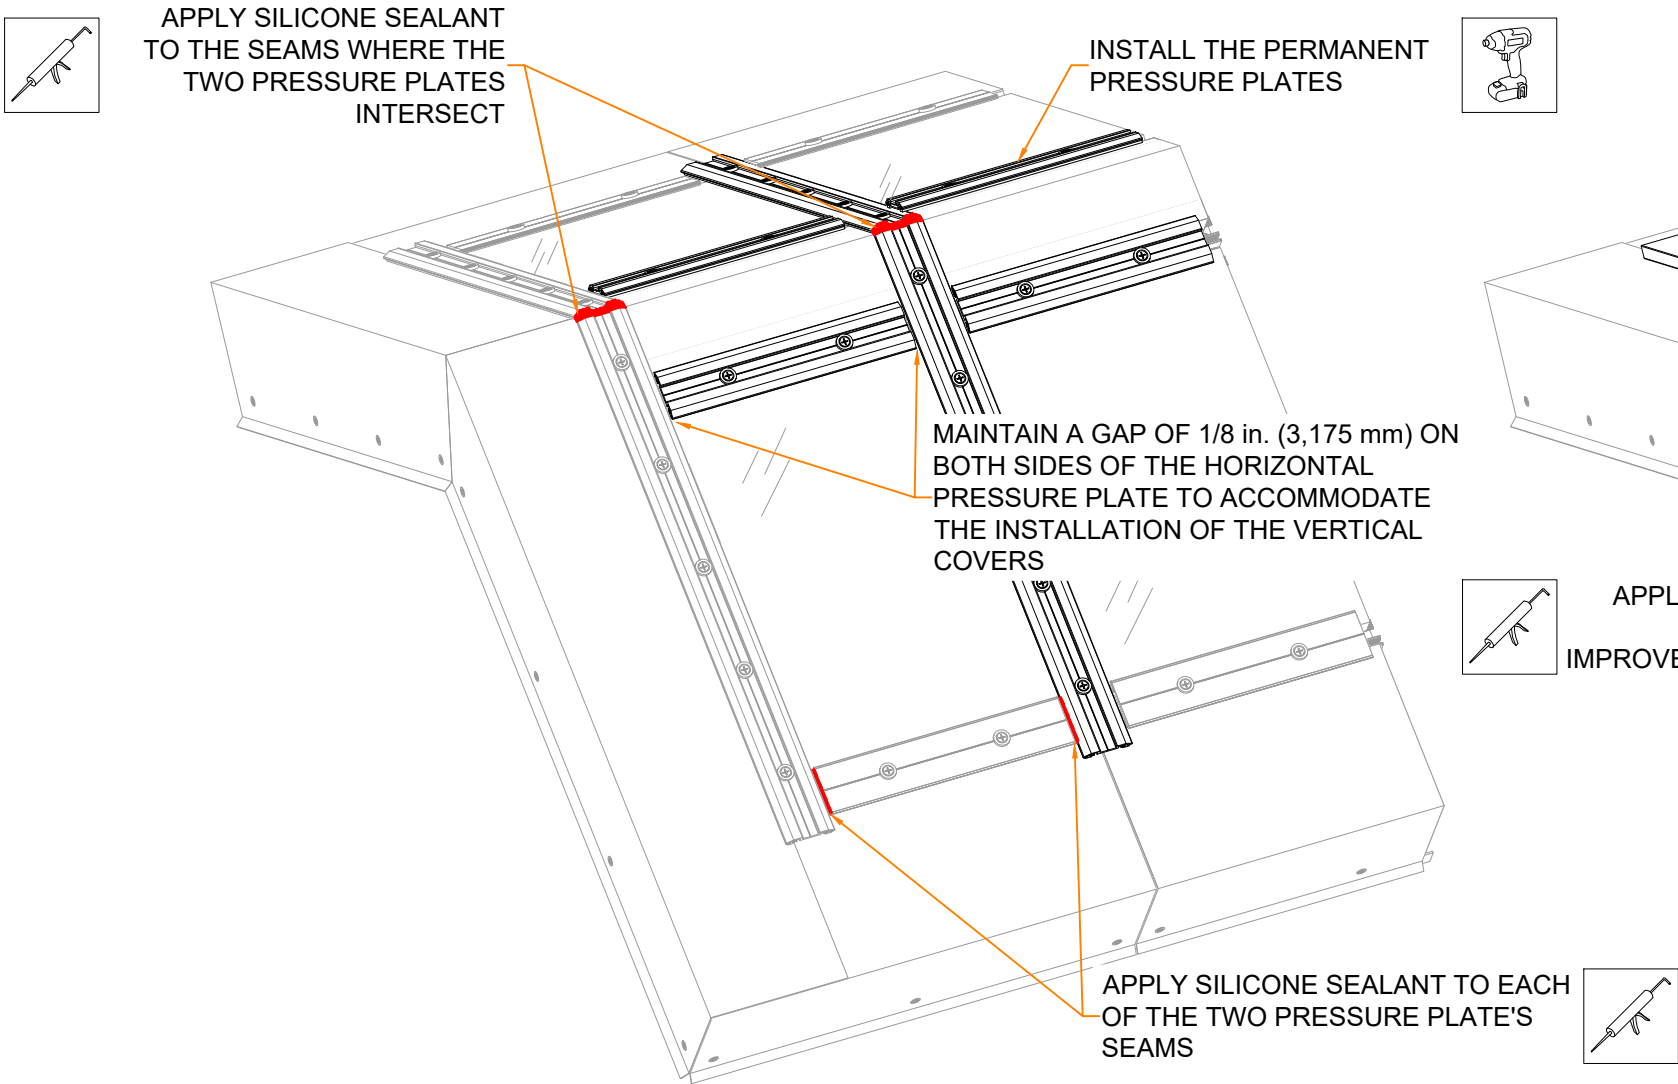 APPLY SILICONE SEALANT
TO THE SEAMS WHERE THE
TWO PRESSURE PLATES
INTERSECT
INSTALL THE PERMANENT
PRESSURE PLATES
MAINTAIN A GAP OF 1/8 in. (3,175 mm) ON
BOTH SIDES OF THE HORIZONTAL
PRESSURE PLATE TO ACCOMMODATE
THE INSTALLATION OF THE VERTICAL
COVERS
APPL
IMPROVE
APPLY SILICONE SEALANT TO EACH
OF THE TWO PRESSURE PLATE'S
SEAMS